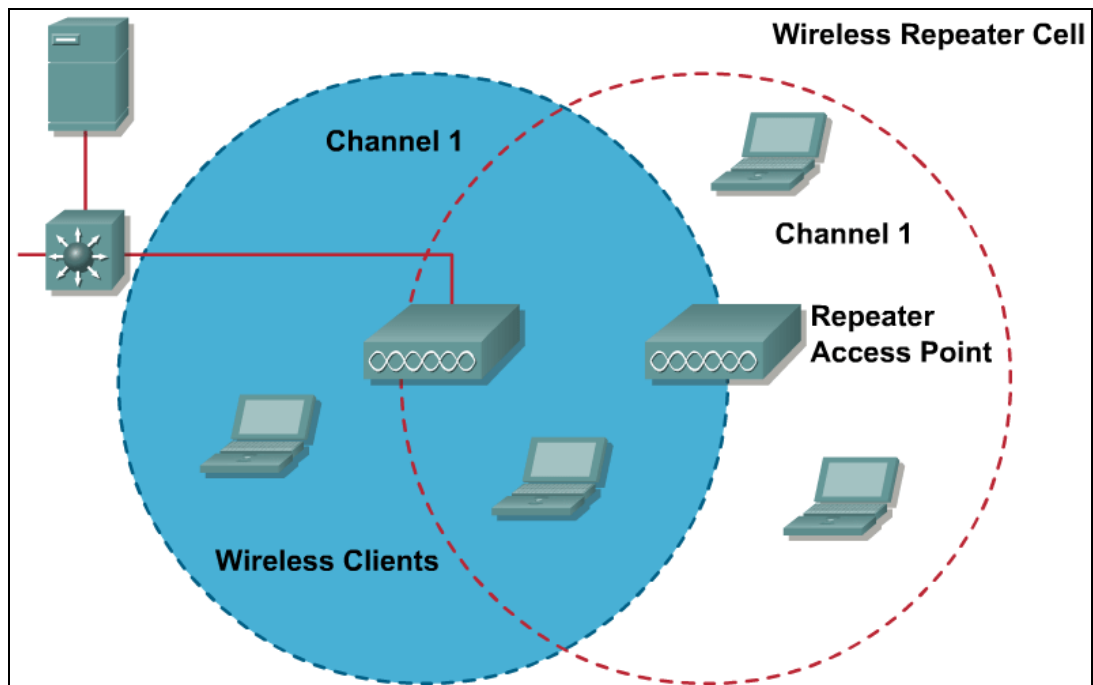 Wireless Repeater Cell
Channel 1
Channel 1
Repeater
Access Point
Wireless Clients